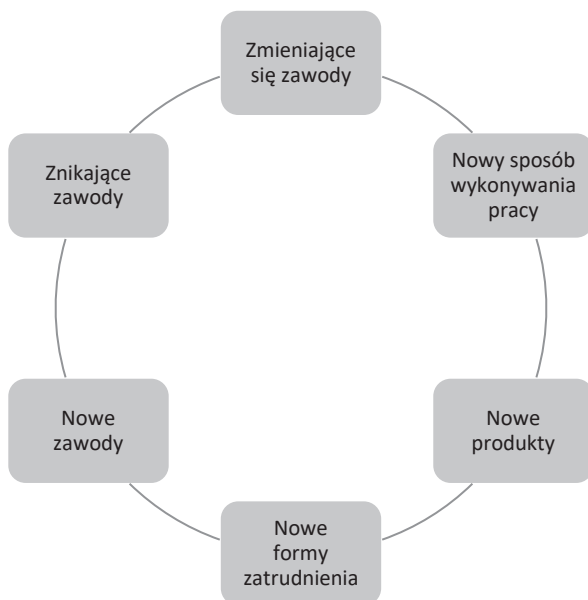 Zmieniające
się zawody
Nowy sposób
wykonywania
pracy
Nowe
produkty
Nowe
formy
zatrudnienia
Nowe
zawody
Znikające
zawody